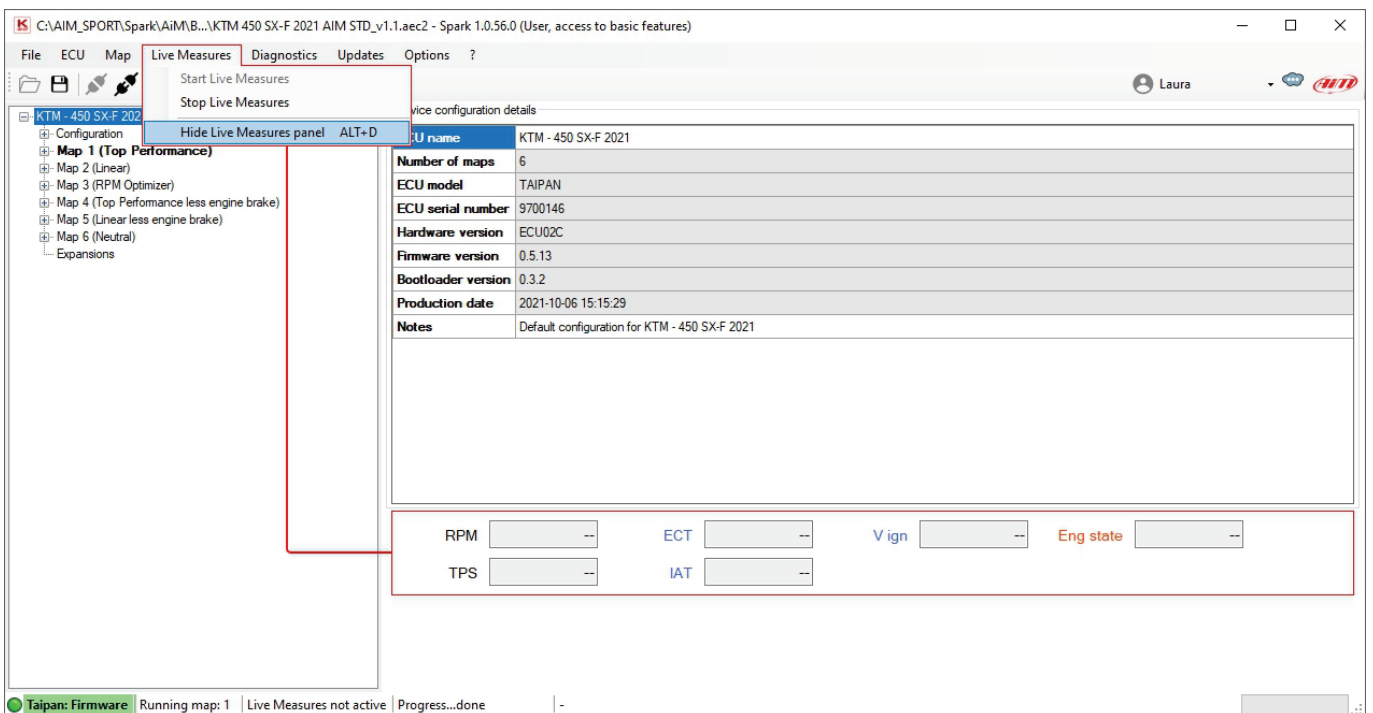 C:\AIM_SPORT\Spark\AiM\B...\KTM 450 SX-F 2021 AIM STD_v1.1.aec2 - Spark 1.0.56.0 (User, access to basic features)
File ECU Map Live Measures Diagnostics Updates Options ?
Start Live Measures
Stop Live Measures
Hide Live Measures panel ALT+D
Laura
AiM
KTM - 450 SX-F 202
Configuration
Map 1 (Top Performance)
Map 2 (Linear)
Map 3 (RPM Optimizer)
Map 4 (Top Performance less engine brake)
Map 5 (Linear less engine brake)
Map 6 (Neutral)
Expansions
vice configuration details
CU name KTM - 450 SX-F 2021
Number of maps 6
ECU model TAIPAN
ECU serial number 9700146
Hardware version ECU02C
Firmware version 0.5.13
Bootloader version 0.3.2
Production date 2021-10-06 15:15:29
Notes Default configuration for KTM - 450 SX-F 2021
RPM -- ECT -- V ign -- Eng state --
TPS -- IAT --
Taipan: Firmware Running map: 1 Live Measures not active Progress...done -